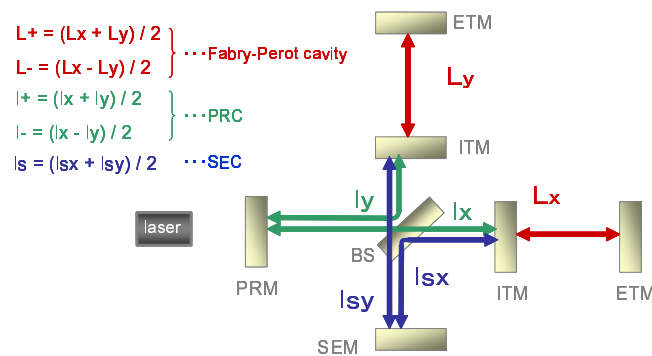 L+ = (Lx + Ly) / 2
L- = (Lx - Ly) / 2
···Fabry-Perot cavity
l+ = (lx + ly) / 2
l- = (lx - ly) / 2
···PRC
ls = (lsx + lsy) / 2
···SEC
ETM
Ly
ITM
ly
lx
Lx
laser
BS
PRM
lsy
lsx
ITM
ETM
SEM